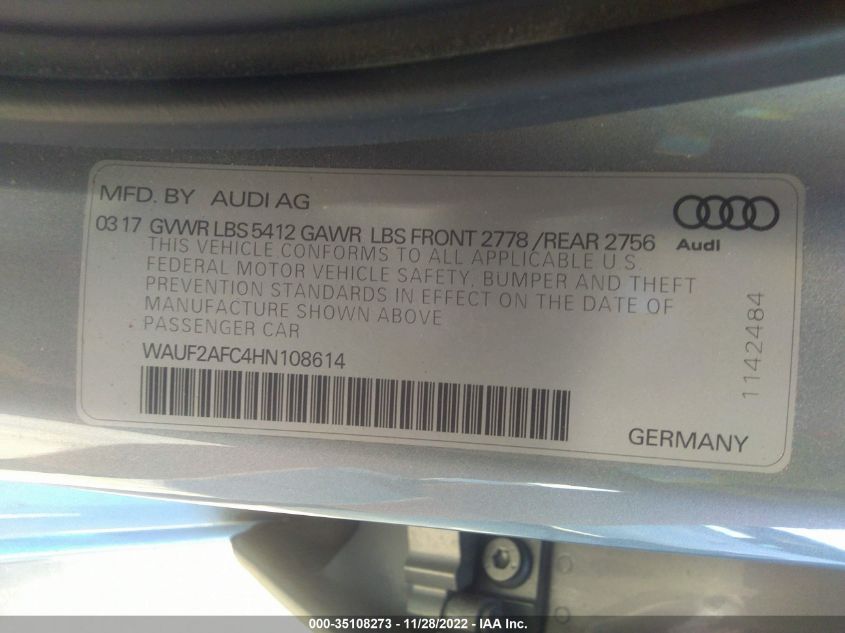 MFD. BY AUDI AG
03 17 GVWR LBS 5412 GAWR LBS FRONT 2778 /REAR 2756
Audi
THIS VEHICLE CONFORMS TO ALL APPLICABLE U.S.
FEDERAL MOTOR VEHICLE SAFETY, BUMPER AND THEFT
PREVENTION STANDARDS IN EFFECT ON THE DATE OF
MANUFACTURE SHOWN ABOVE
PASSENGER CAR
WAUF2AFC4HN108614
1142484
GERMANY
000-35108273 - 11/28/2022 - IAA Inc.